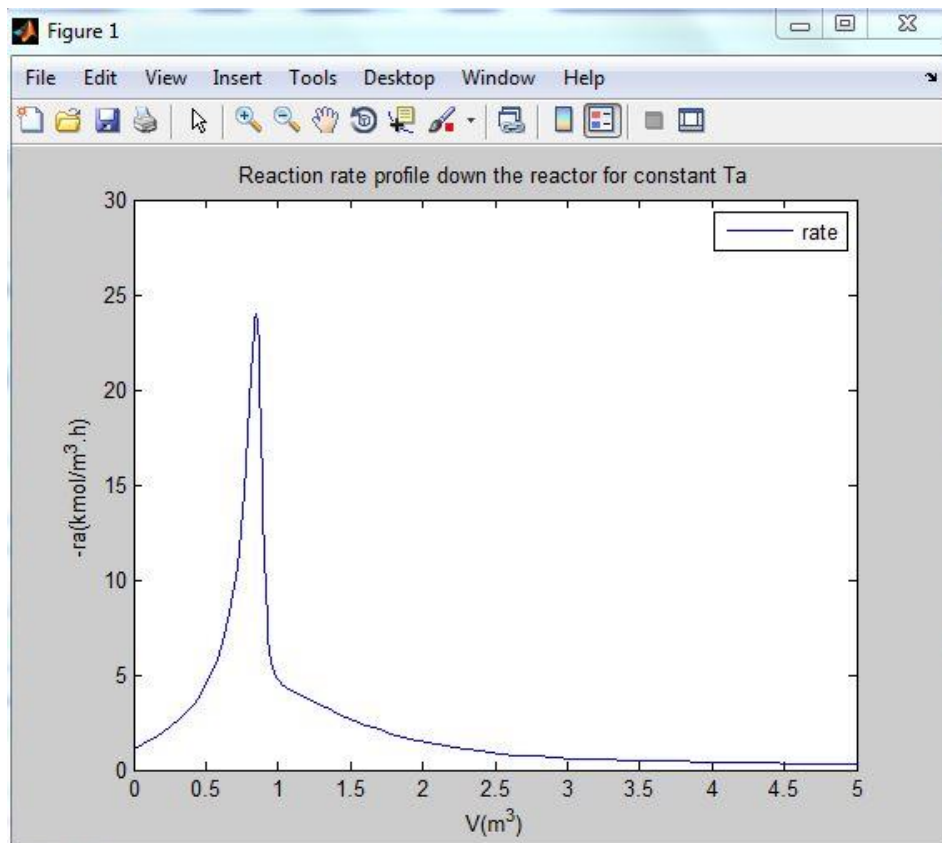 Figure 1
File Edit View Insert Tools Desktop Window Help
Reaction rate profile down the reactor for constant Ta
rate
30
25
20
15
10
5
0
-ra(kmol/m³.h)
0 0.5 1 1.5 2 2.5 3 3.5 4 4.5 5
V(m³)